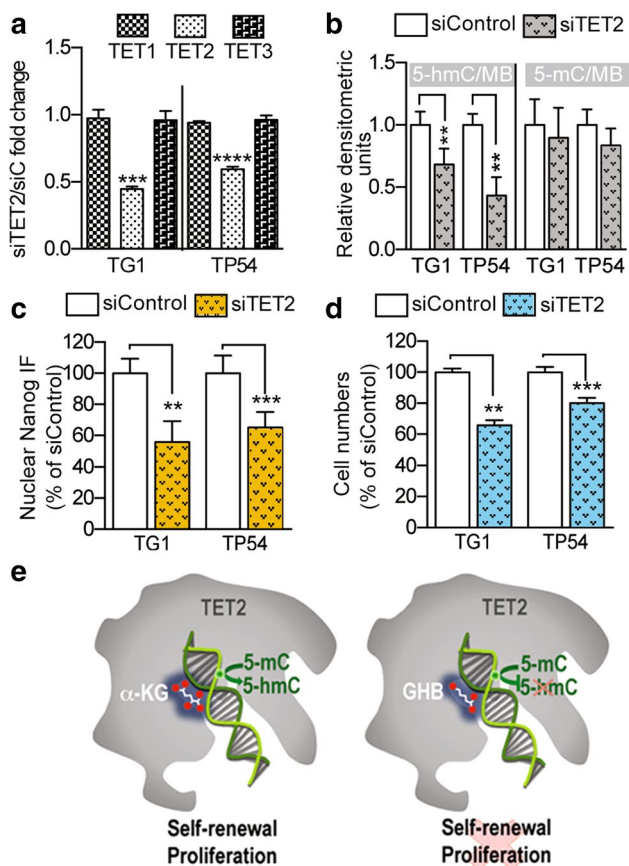 a
TET1 TET2 TET3
siTET2/siC fold change
1.5
1.0
0.5
0.0
*** ****
TG1 TP54
b
siControl siTET2
5-hmC/MB 5-mC/MB
Relative densitometric
units
1.5
1.0
0.5
0.0
** **
TG1 TP54 TG1 TP54
c
siControl siTET2
Nuclear Nanog IF
(% of siControl)
120
100
80
60
40
20
0
** ***
TG1 TP54
d
siControl siTET2
Cell numbers
(% of siControl)
120
100
80
60
40
20
0
** ***
TG1 TP54
e
TET2
α-KG
5-mC
5-hmC
Self-renewal
Proliferation
TET2
GHB
5-mC
5-hmC
Self-renewal
Proliferation